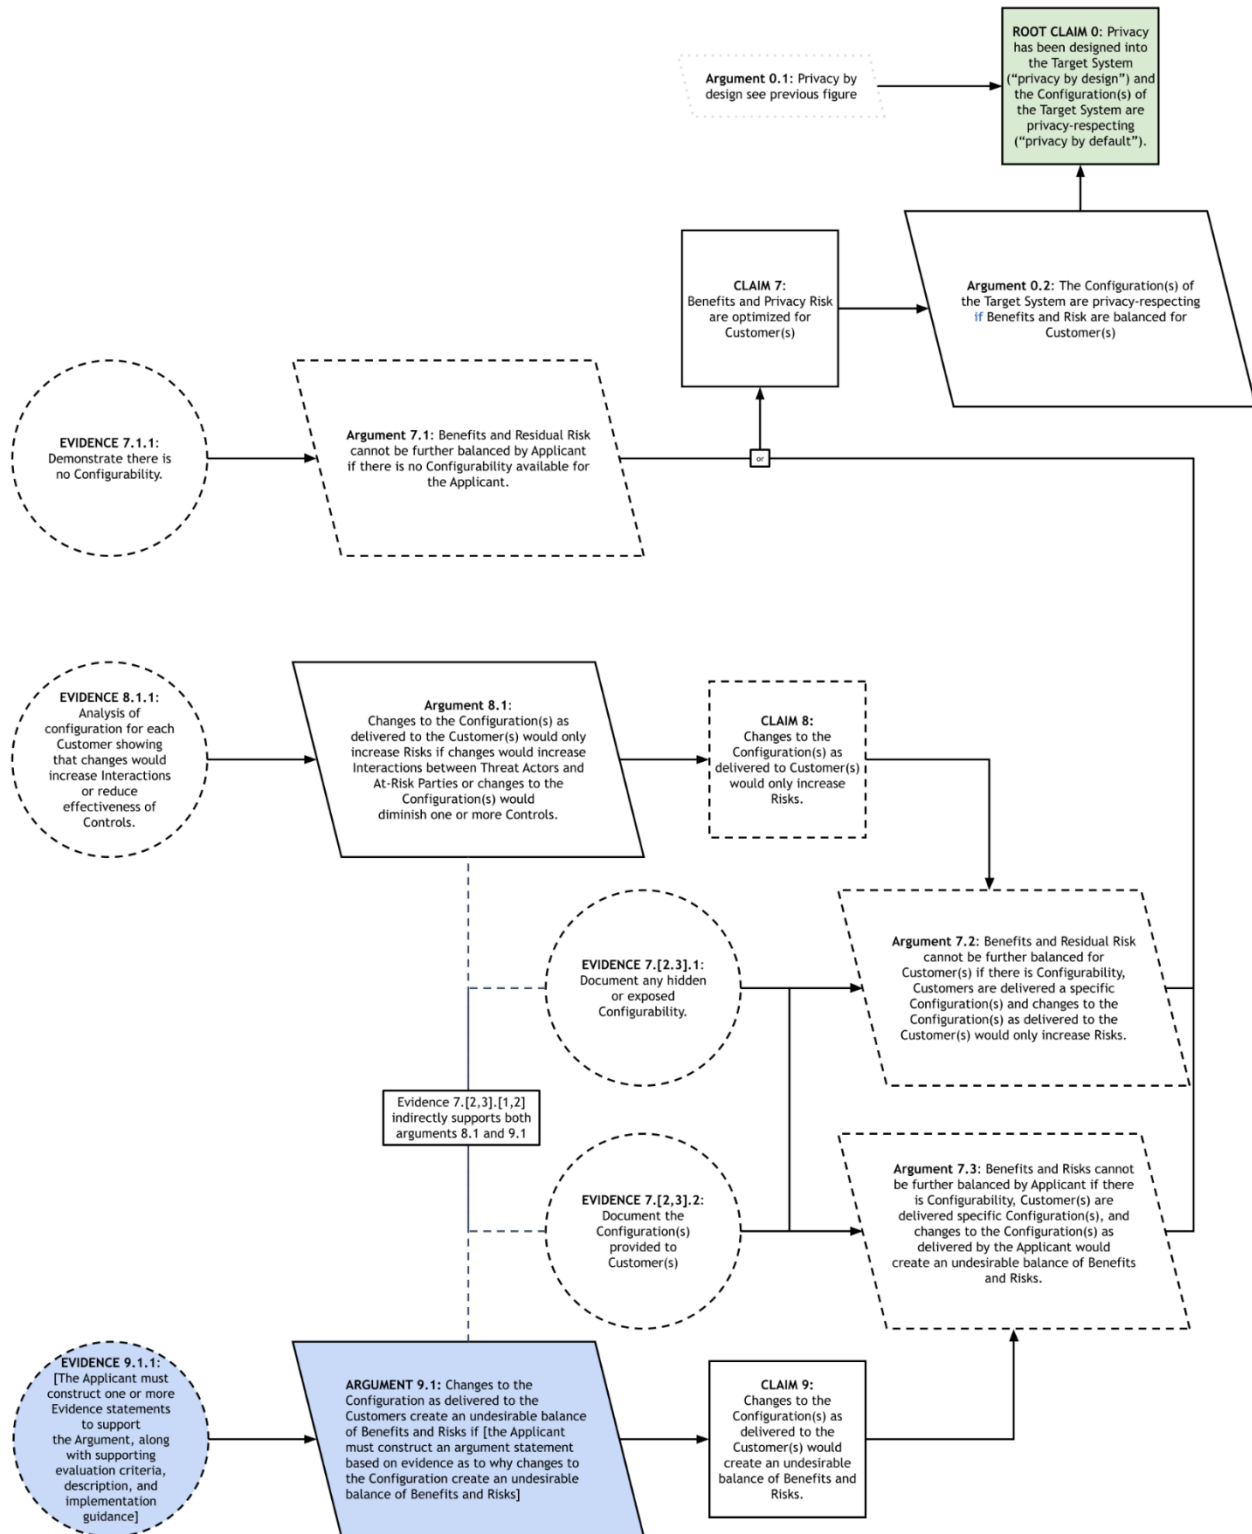 ROOT CLAIM 0: Privacy
has been designed into
the Target System
(“privacy by design”) and
the Configuration(s) of
the Target System are
privacy-respecting
(“privacy by default”).
Argument 0.1: Privacy by
design see previous figure
CLAIM 7:
Benefits and Privacy Risk
are optimized for
Customer(s)
Argument 0.2: The Configuration(s) of
the Target System are privacy-respecting
if Benefits and Risk are balanced for
Customer(s)
EVIDENCE 7.1.1:
Demonstrate there is
no Configurability.
Argument 7.1: Benefits and Residual Risk
cannot be further balanced by Applicant
if there is no Configurability available for
the Applicant.
or
EVIDENCE 8.1.1:
Analysis of
configuration for each
Customer showing
that changes would
increase Interactions
or reduce
effectiveness of
Controls.
Argument 8.1:
Changes to the Configuration(s) as
delivered to the Customer(s) would only
increase Risks if changes would increase
Interactions between Threat Actors and
At-Risk Parties or changes to the
Configuration(s) would
diminish one or more Controls.
CLAIM 8:
Changes to the
Configuration(s) as
delivered to Customer(s)
would only increase
Risks.
EVIDENCE 7.[2.3].1:
Document any hidden
or exposed
Configurability.
Argument 7.2: Benefits and Residual Risk
cannot be further balanced for
Customer(s) if there is Configurability,
Customers are delivered a specific
Configuration(s) and changes to the
Configuration(s) as delivered to the
Customer(s) would only increase Risks.
Evidence 7.[2,3].[1,2]
indirectly supports both
arguments 8.1 and 9.1
EVIDENCE 7.[2,3].2:
Document the
Configuration(s)
provided to
Customer(s)
Argument 7.3: Benefits and Risks cannot
be further balanced by Applicant if there
is Configurability, Customer(s) are
delivered specific Configuration(s), and
changes to the Configuration(s) as
delivered by the Applicant would
create an undesirable balance of Benefits
and Risks.
EVIDENCE 9.1.1:
[The Applicant must
construct one or more
Evidence statements
to support
the Argument, along
with supporting
evaluation criteria,
description, and
implementation
guidance]
ARGUMENT 9.1: Changes to the
Configuration as delivered to the
Customers create an undesirable balance
of Benefits and Risks if [the Applicant
must construct an argument statement
based on evidence as to why changes to
the Configuration create an undesirable
balance of Benefits and Risks]
CLAIM 9:
Changes to the
Configuration(s) as
delivered to the
Customer(s) would
create an undesirable
balance of Benefits and
Risks.